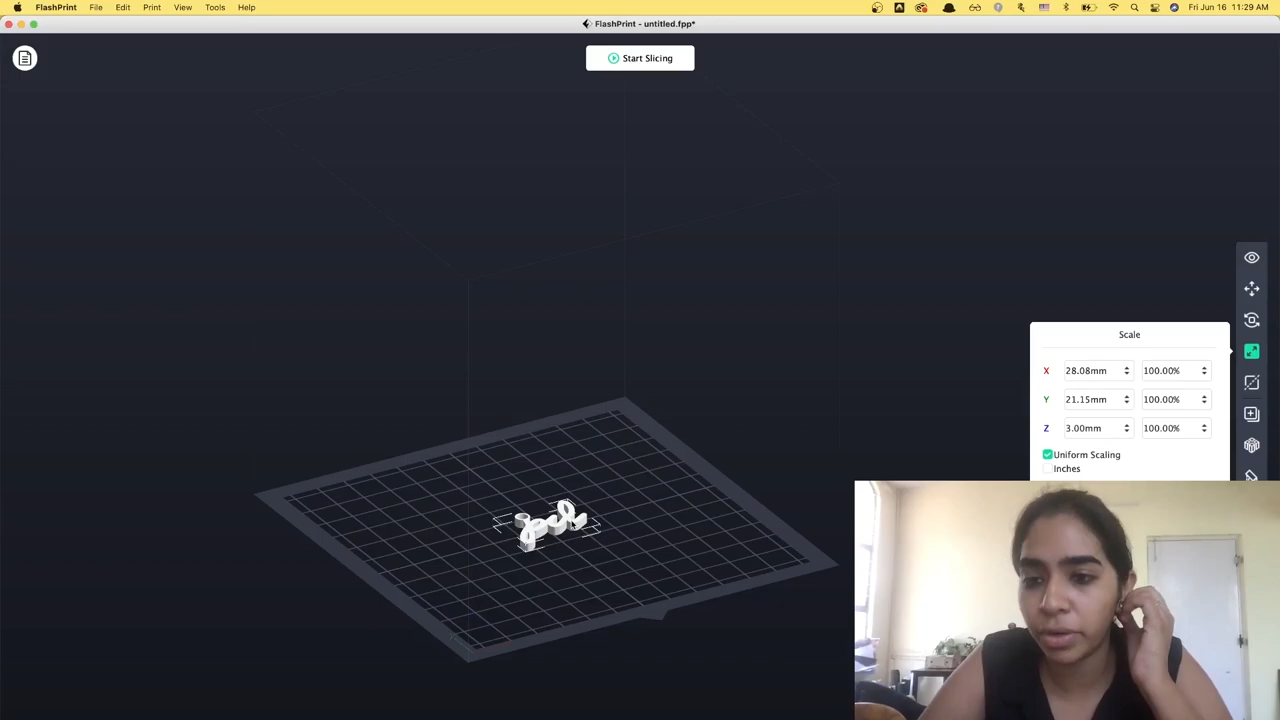 FlashPrint File Edit Print View Tools Help Fri Jun 16 11:29 AM
FlashPrint - untitled.fpp*
Start Slicing
Scale
X 28.08mm 100.00%
Y 21.15mm 100.00%
Z 3.00mm 100.00%
Uniform Scaling
Inches